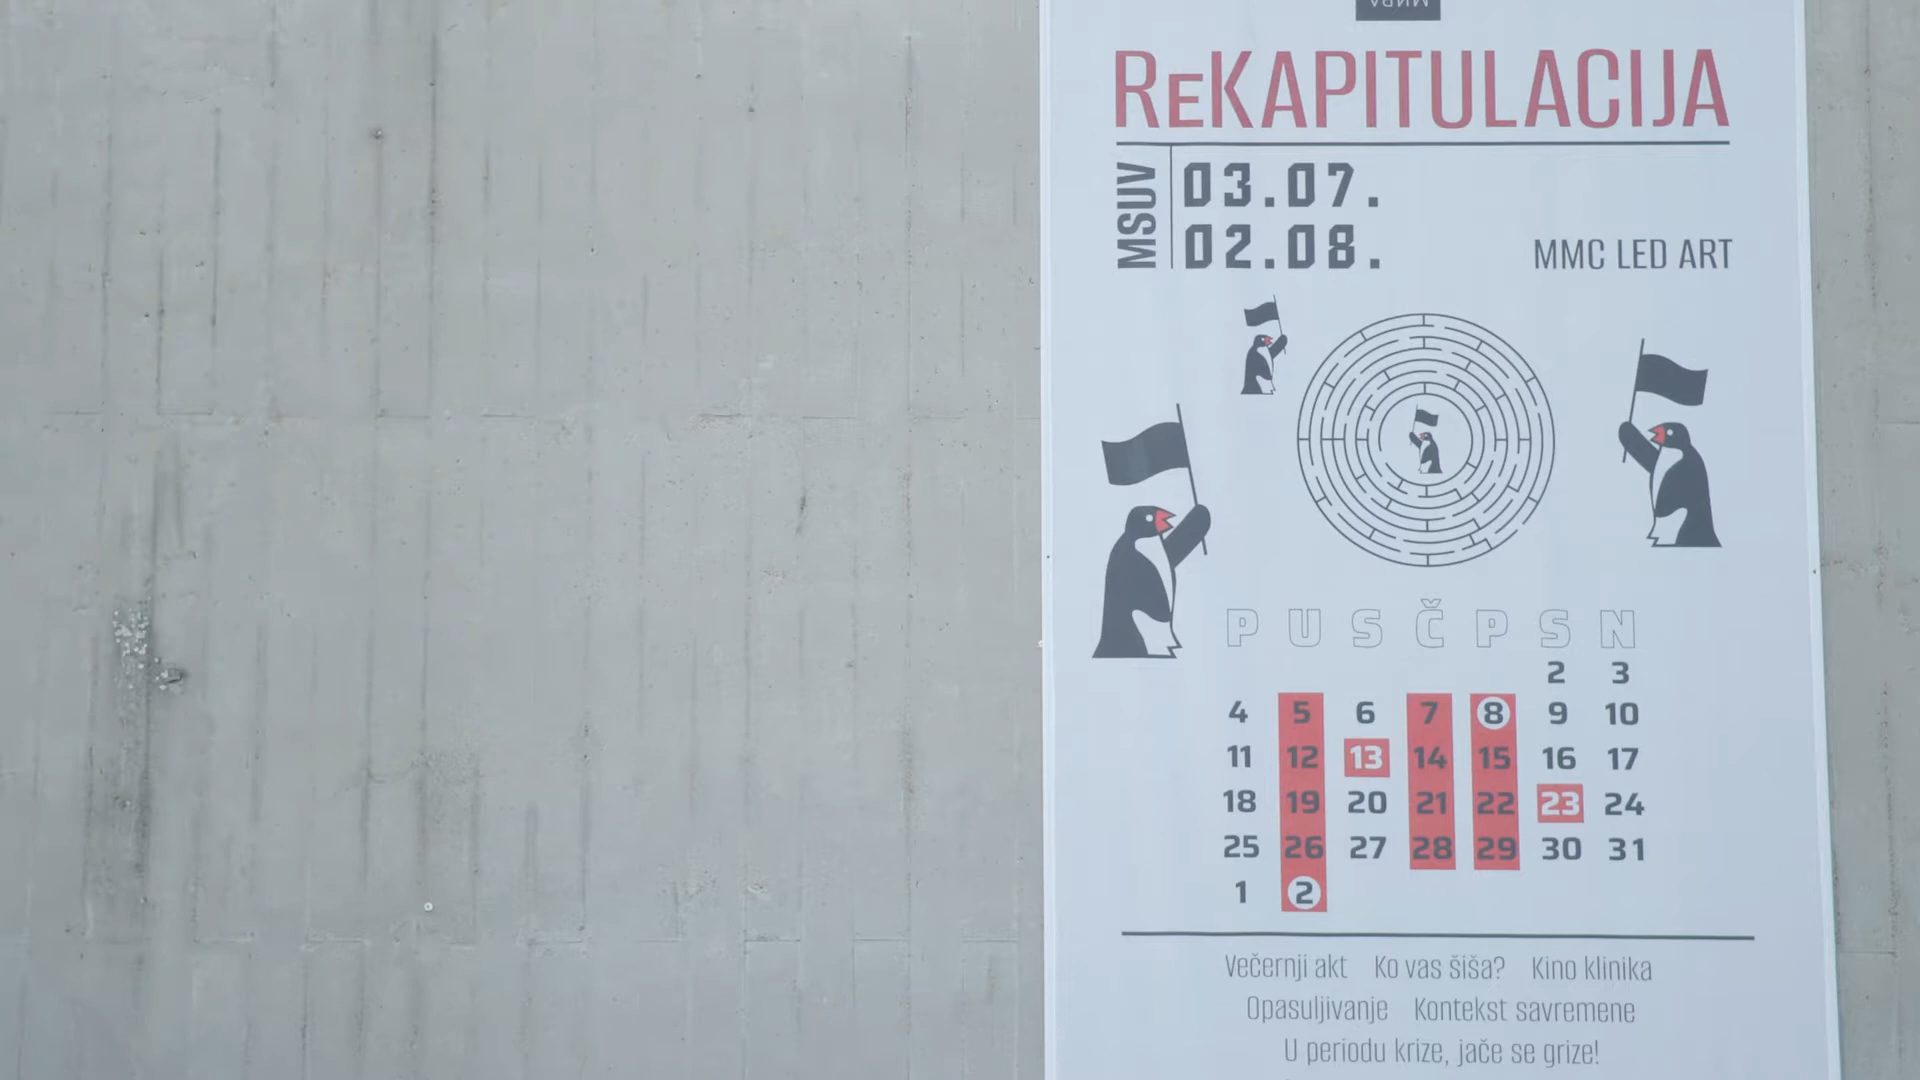 ReKAPITULACIJA
MSUV
03.07.
02.08.
MMC LED ART
P U S Č P S N
2 3
4 5 6 7 8 9 10
11 12 13 14 15 16 17
18 19 20 21 22 23 24
25 26 27 28 29 30 31
1 2
Večernji akt Ko vas šiša? Kino klinika
Opasuljivanje Kontekst savremene
U periodu krize, jače se grize!